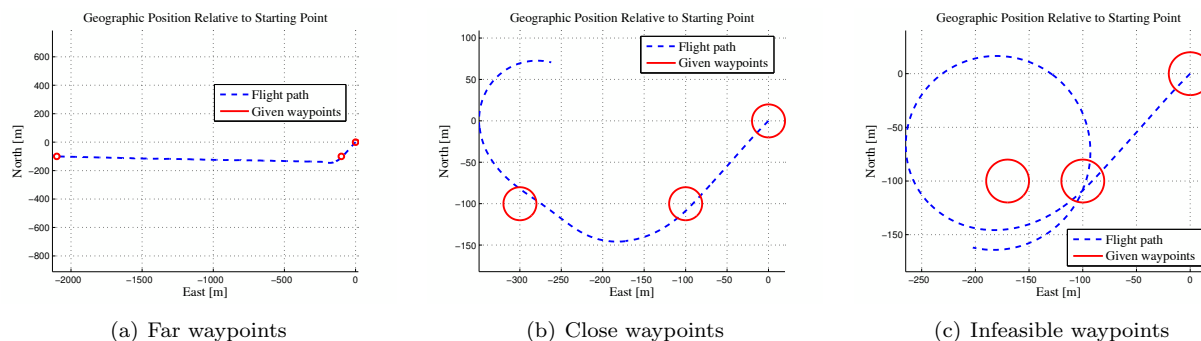 Geographic Position Relative to Starting Point
600
400
200
0
−200
−400
−600
−800
North [m]
−2000
−1500
−1000
−500
0
East [m]
Flight path
Given waypoints
(a) Far waypoints
Geographic Position Relative to Starting Point
100
50
0
−50
−100
−150
North [m]
−300
−250
−200
−150
−100
−50
0
East [m]
Flight path
Given waypoints
(b) Close waypoints
Geographic Position Relative to Starting Point
0
−50
−100
−150
North [m]
−250
−200
−150
−100
−50
0
East [m]
Flight path
Given waypoints
(c) Infeasible waypoints